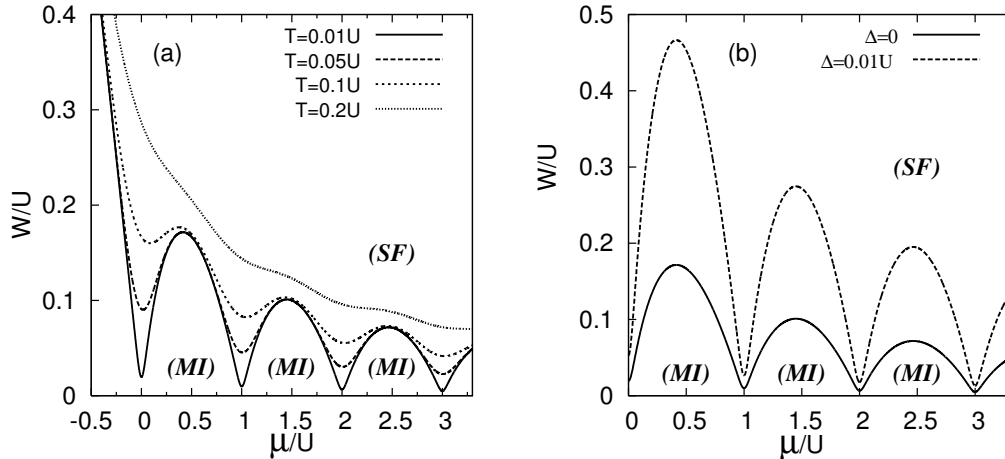 (a)
T=0.01U
T=0.05U
T=0.1U
T=0.2U
0.4
0.3
0.2
0.1
0
W/U
(SF)
(MI) (MI) (MI)
-0.5 0 0.5 1 1.5 2 2.5 3
μ/U
(b)
Δ=0
Δ=0.01U
0.5
0.4
0.3
0.2
0.1
0
W/U
(SF)
(MI) (MI) (MI)
0 0.5 1 1.5 2 2.5 3
μ/U